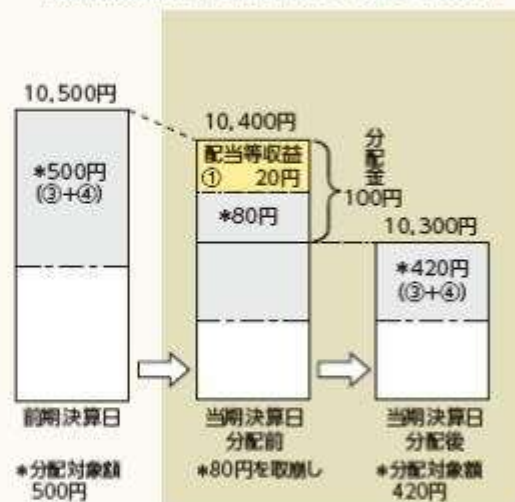 10,500円
*500円
(③+④)
前期決算日
*分配対象額
500円
10,400円
配当等収益
① 20円
*80円
分配金
100円
当期決算日
分配前
*80円を取崩し
10,300円
*420円
(③+④)
当期決算日
分配後
*分配対象額
420円